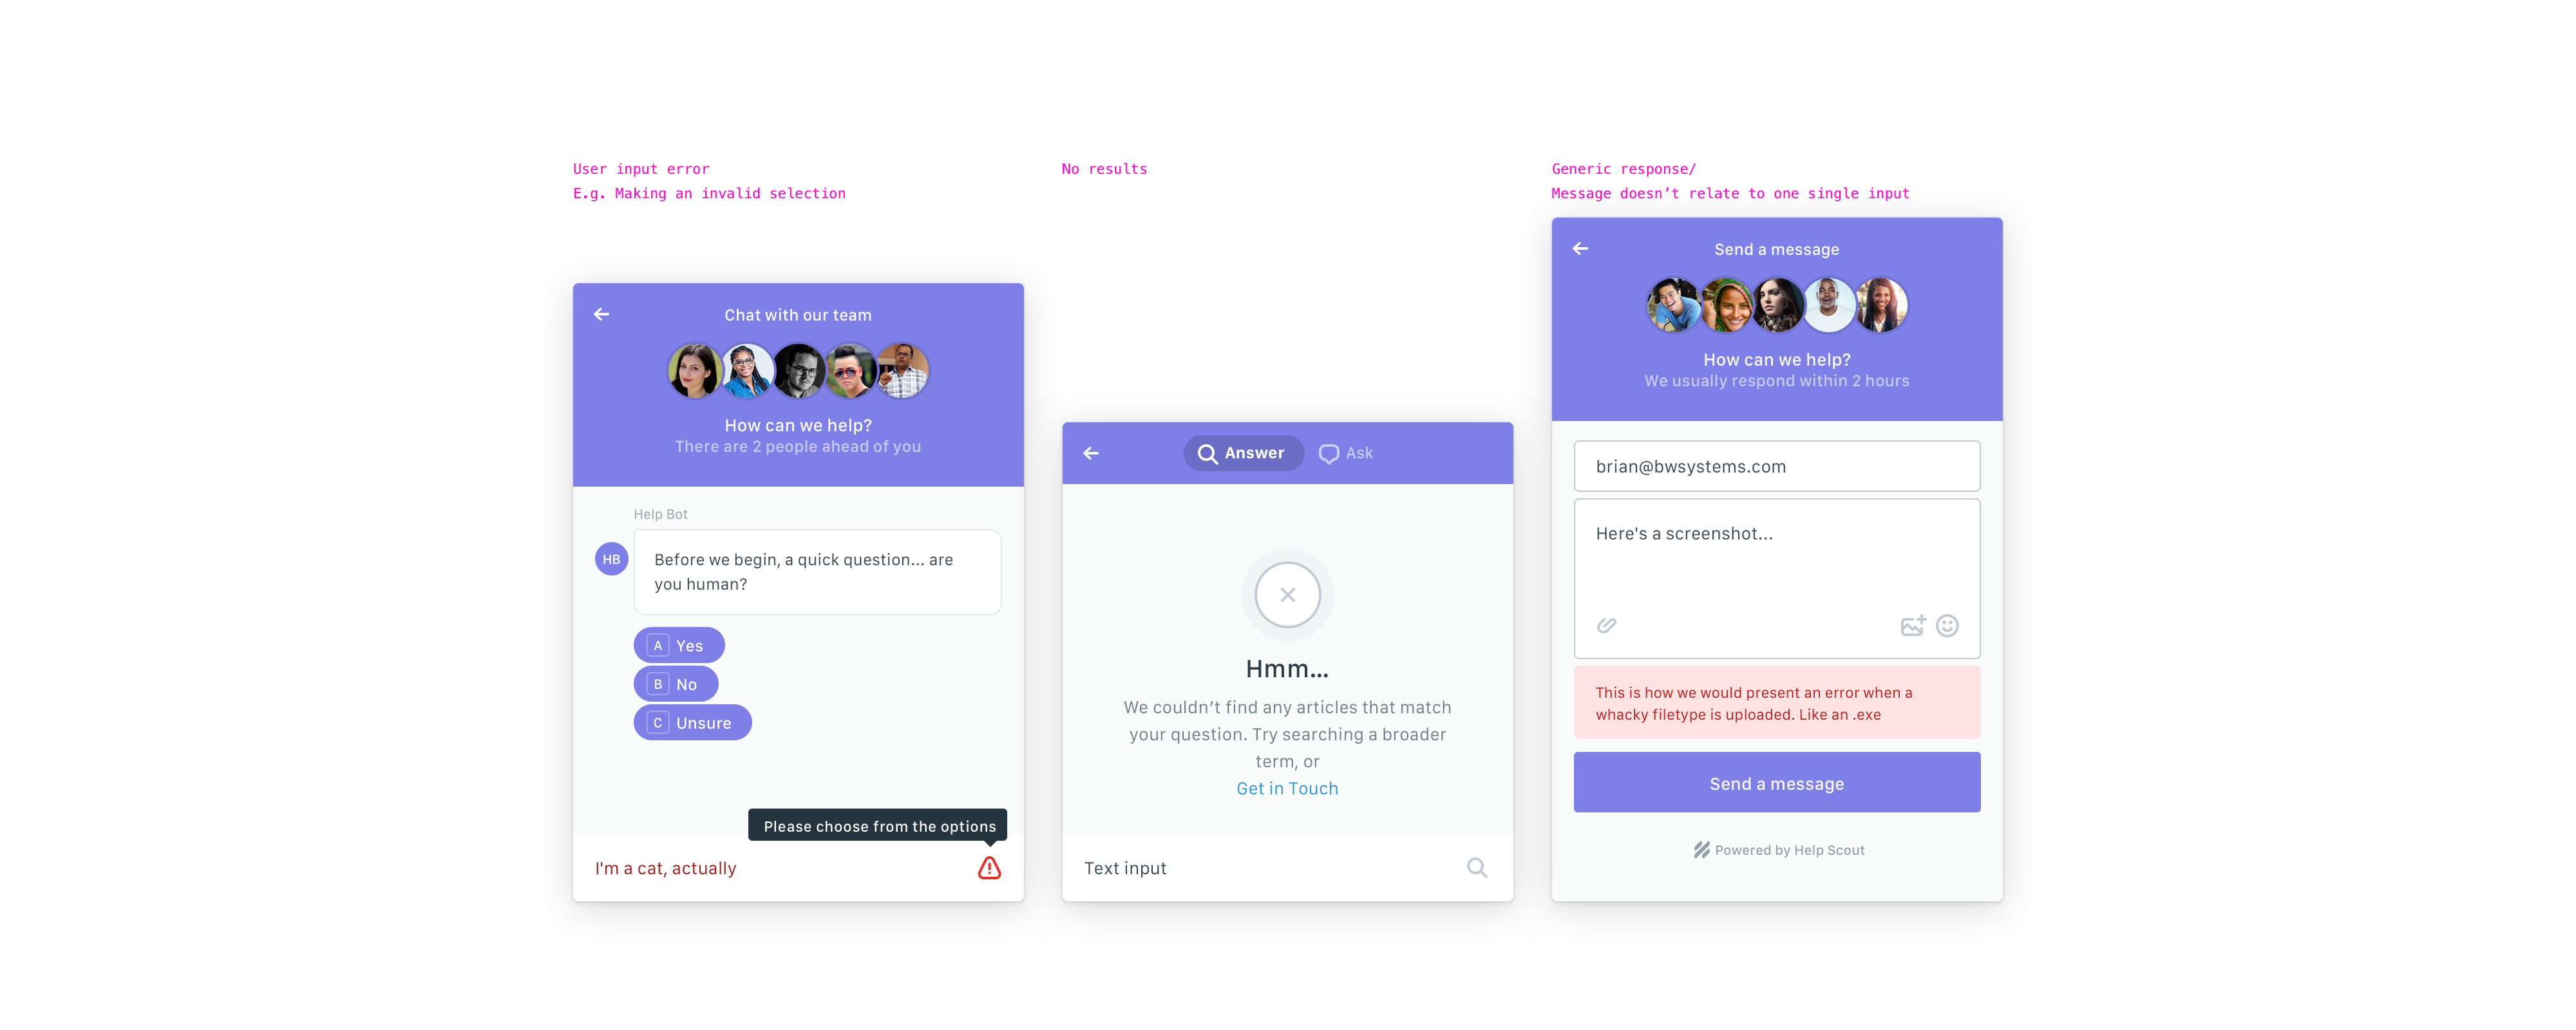 User input error
E.g. Making an invalid selection
Chat with our team
How can we help?
There are 2 people ahead of you
Help Bot
HB
Before we begin, a quick question... are
you human?
A Yes
B No
C Unsure
Please choose from the options
I'm a cat, actually
No results
Answer
Ask
Hmm...
We couldn’t find any articles that match
your question. Try searching a broader
term, or
Get in Touch
Text input
Generic response/
Message doesn’t relate to one single input
Send a message
How can we help?
We usually respond within 2 hours
brian@bwsystems.com
Here's a screenshot...
This is how we would present an error when a
whacky filetype is uploaded. Like an .exe
Send a message
Powered by Help Scout